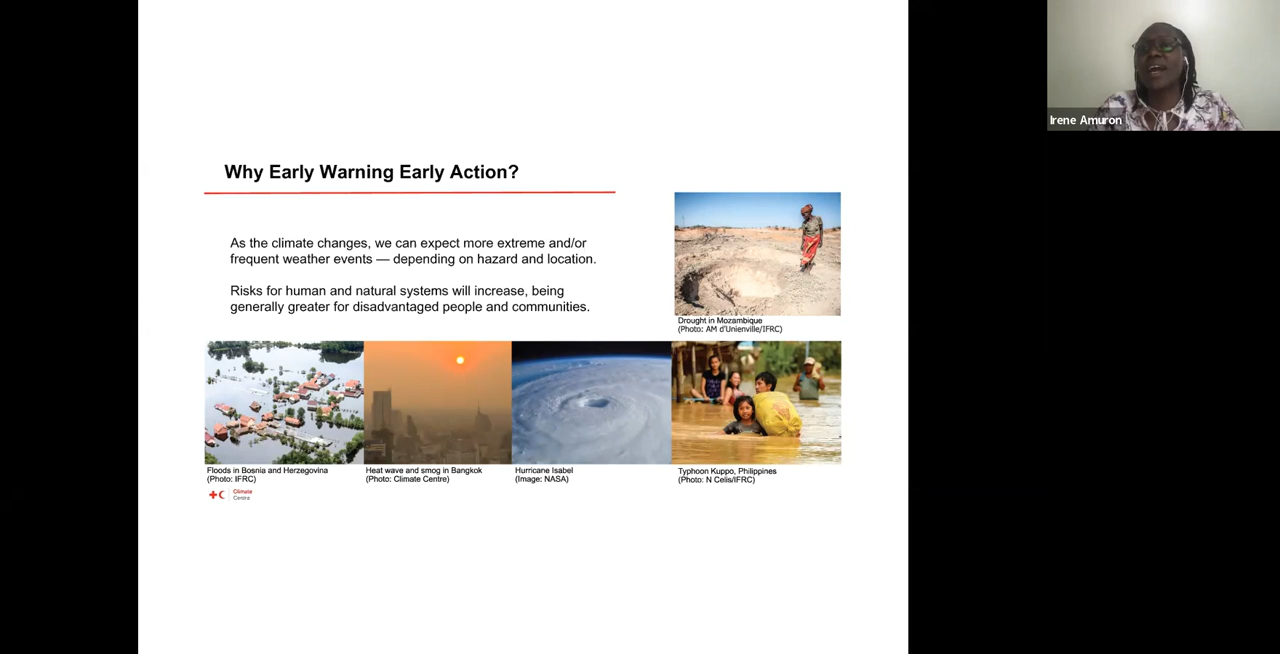 Irene Amuron
Why Early Warning Early Action?
As the climate changes, we can expect more extreme and/or
frequent weather events — depending on hazard and location.
Risks for human and natural systems will increase, being
generally greater for disadvantaged people and communities.
Drought in Mozambique
(Photo: AM d'Unienville/IFRC)
Floods in Bosnia and Herzegovina
(Photo: IFRC)
Heat wave and smog in Bangkok
(Photo: Climate Centre)
Hurricane Isabel
(Image: NASA)
Typhoon Kuppo, Philippines
(Photo: N Celis/IFRC)
Climate
Centre